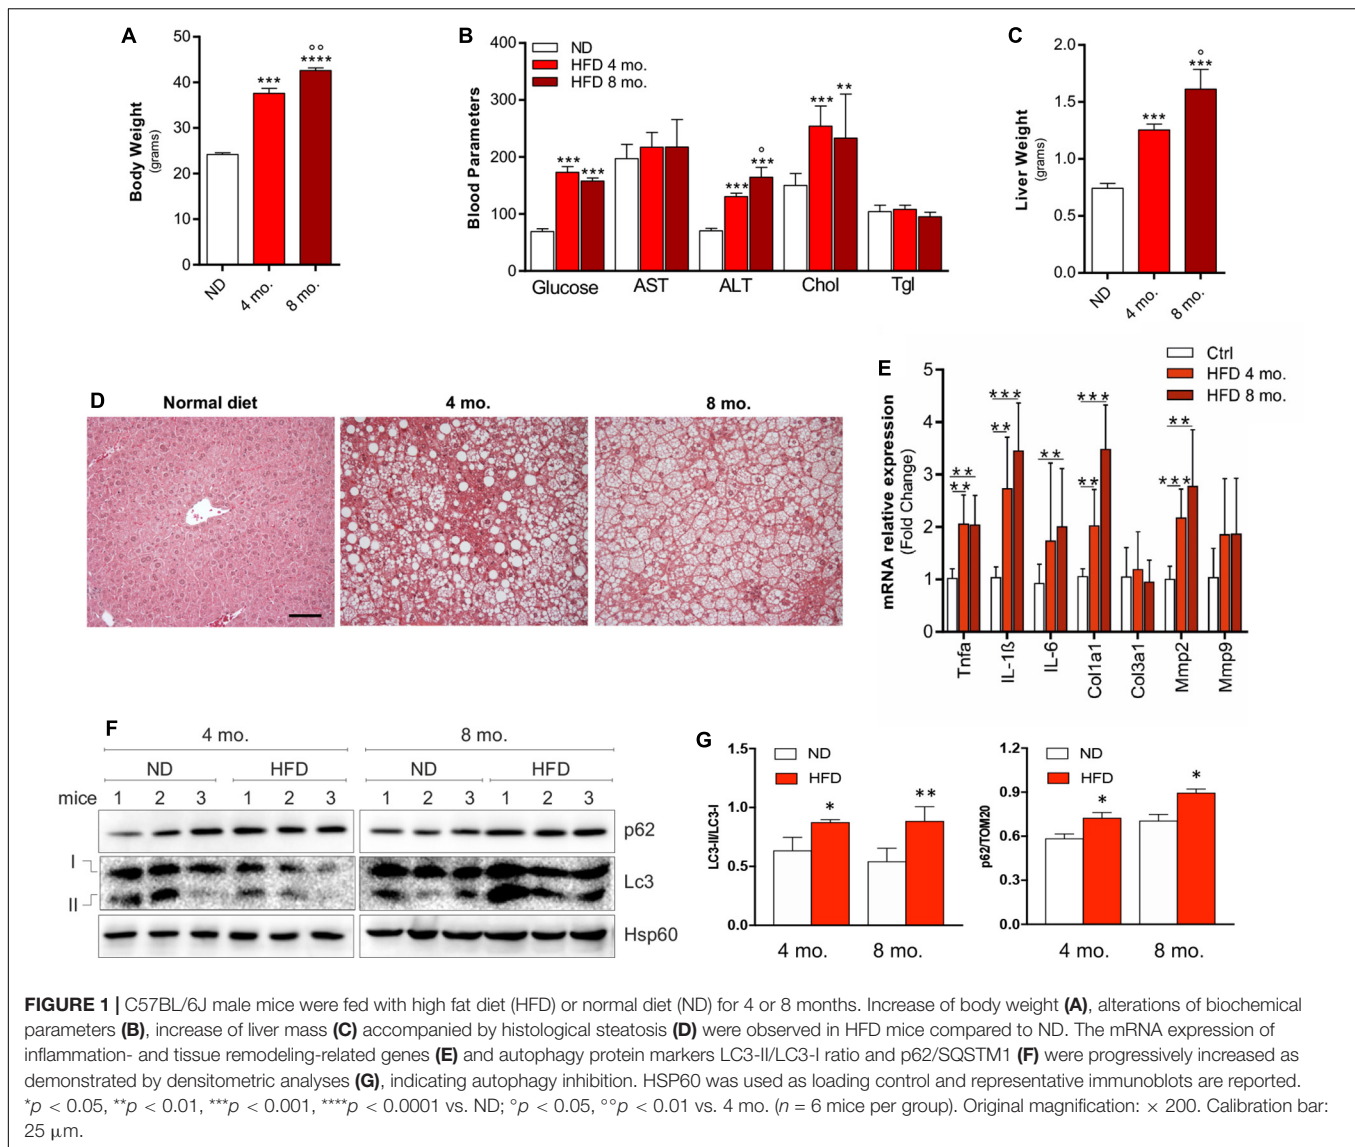 A
Body Weight
(grams)
50
40
30
20
10
0
***
°°
****
ND
4 mo.
8 mo.
B
Blood Parameters
400
300
200
100
0
ND
HFD 4 mo.
HFD 8 mo.
***
***
***
°
***
***
**
Glucose
AST
ALT
Chol
Tgl
C
Liver Weight
(grams)
2.0
1.5
1.0
0.5
0.0
***
°
***
ND
4 mo.
8 mo.
D
Normal diet
4 mo.
8 mo.
E
mRNA relative expression
(Fold Change)
5
4
3
2
1
0
Ctrl
HFD 4 mo.
HFD 8 mo.
**
**
***
**
**
***
**
**
***
Tnfa
IL-1ß
IL-6
Col1a1
Col3a1
Mmp2
Mmp9
F
4 mo.
8 mo.
ND
HFD
ND
HFD
mice
1 2 3 1 2 3
1 2 3 1 2 3
p62
I
II
Lc3
Hsp60
G
LC3-II/LC3-I
1.5
1.0
0.5
0.0
ND
HFD
*
**
4 mo.
8 mo.
p62/TOM20
1.2
0.9
0.6
0.3
0.0
ND
HFD
*
*
4 mo.
8 mo.
FIGURE 1 | C57BL/6J male mice were fed with high fat diet (HFD) or normal diet (ND) for 4 or 8 months. Increase of body weight (A), alterations of biochemical
parameters (B), increase of liver mass (C) accompanied by histological steatosis (D) were observed in HFD mice compared to ND. The mRNA expression of
inflammation- and tissue remodeling-related genes (E) and autophagy protein markers LC3-II/LC3-I ratio and p62/SQSTM1 (F) were progressively increased as
demonstrated by densitometric analyses (G), indicating autophagy inhibition. HSP60 was used as loading control and representative immunoblots are reported.
*p < 0.05, **p < 0.01, ***p < 0.001, ****p < 0.0001 vs. ND; °p < 0.05, °°p < 0.01 vs. 4 mo. (n = 6 mice per group). Original magnification: × 200. Calibration bar:
25 μm.